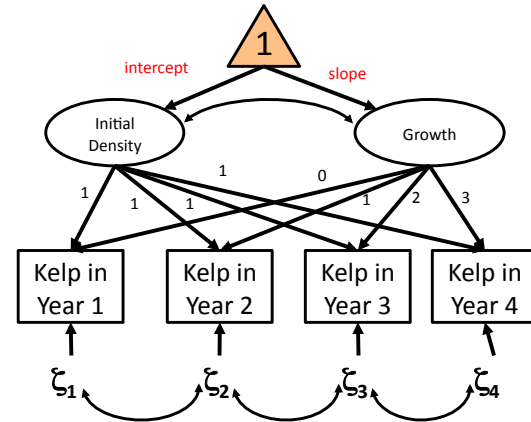 1
intercept
slope
Initial
Density
Growth
1
0
1
1
1
1
2
3
Kelp in
Year 1
Kelp in
Year 2
Kelp in
Year 3
Kelp in
Year 4
ζ1
ζ2
ζ3
ζ4